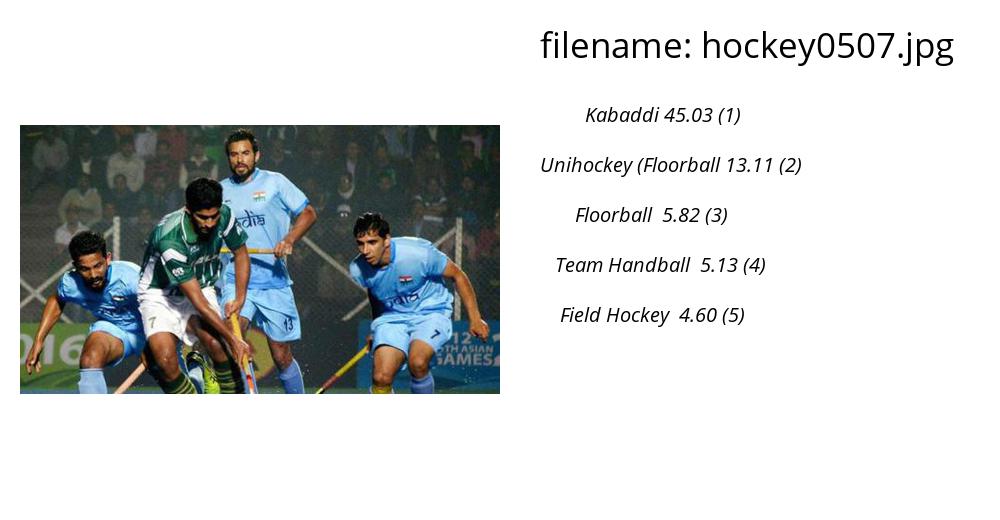 filename: hockey0507.jpg
Kabaddi 45.03 (1)
Unihockey (Floorball 13.11 (2)
Floorball 5.82 (3)
Team Handball 5.13 (4)
Field Hockey 4.60 (5)
India
13
7
7
016
12
TH ASIAN
GAMES